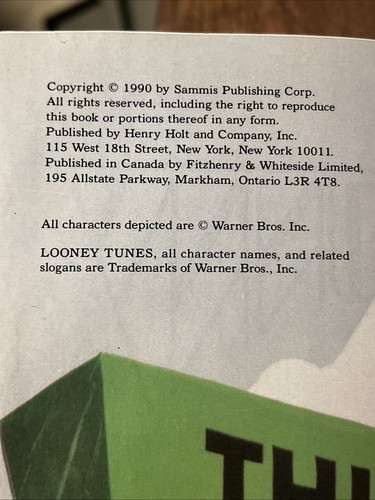 Copyright © 1990 by Sammis Publishing Corp.
All rights reserved, including the right to reproduce
this book or portions thereof in any form.
Published by Henry Holt and Company, Inc.
115 West 18th Street, New York, New York 10011.
Published in Canada by Fitzhenry & Whiteside Limited,
195 Allstate Parkway, Markham, Ontario L3R 4T8.
All characters depicted are © Warner Bros. Inc.
LOONEY TUNES, all character names, and related
slogans are Trademarks of Warner Bros., Inc.